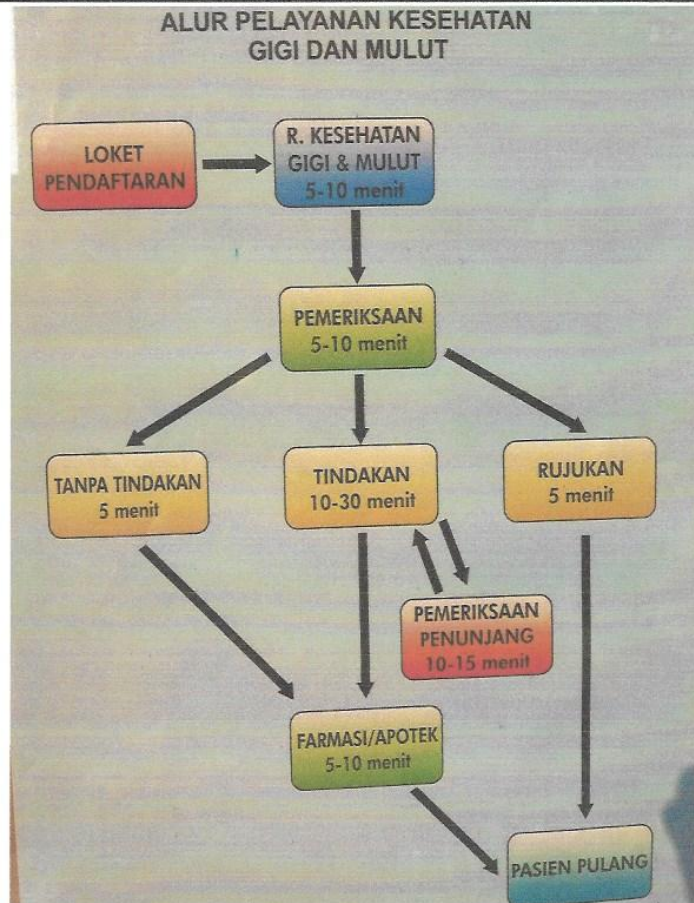 ALUR PELAYANAN KESEHATAN
GIGI DAN MULUT
LOKET
PENDAFTARAN
R. KESEHATAN
GIGI & MULUT
5-10 menit
PEMERIKSAAN
5-10 menit
TANPA TINDAKAN
5 menit
TINDAKAN
10-30 menit
RUJUKAN
5 menit
PEMERIKSAAN
PENUNJANG
10-15 menit
FARMASI/APOTEK
5-10 menit
PASIEN PULANG